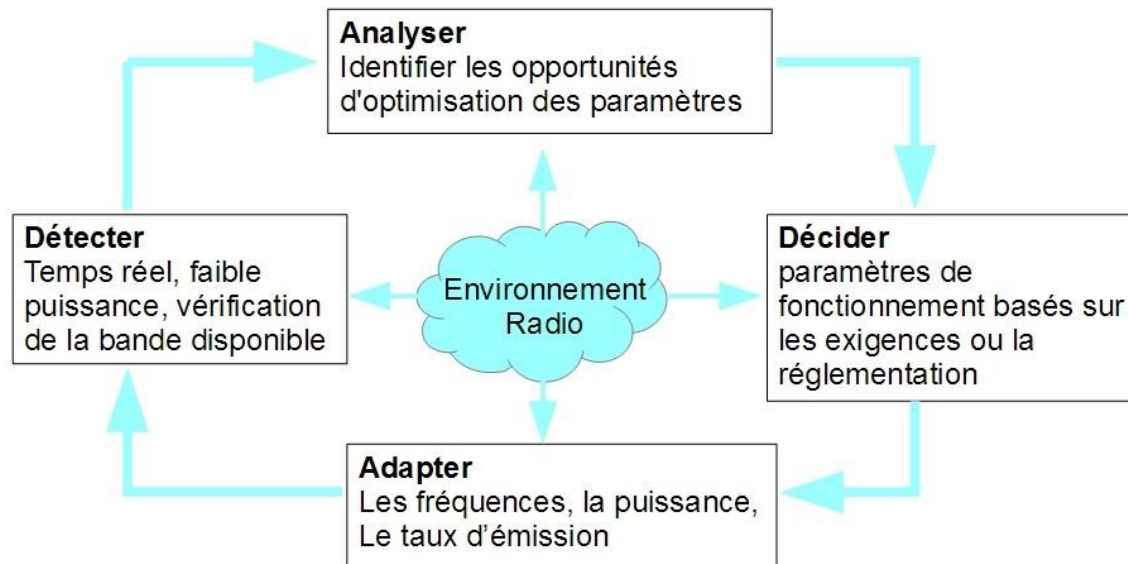 Analyser
Identifier les opportunités
d'optimisation des paramètres
Détecter
Temps réel, faible
puissance, vérification
de la bande disponible
Environnement
Radio
Décider
paramètres de
fonctionnement basés sur
les exigences ou la
réglementation
Adapter
Les fréquences, la puissance,
Le taux d’émission